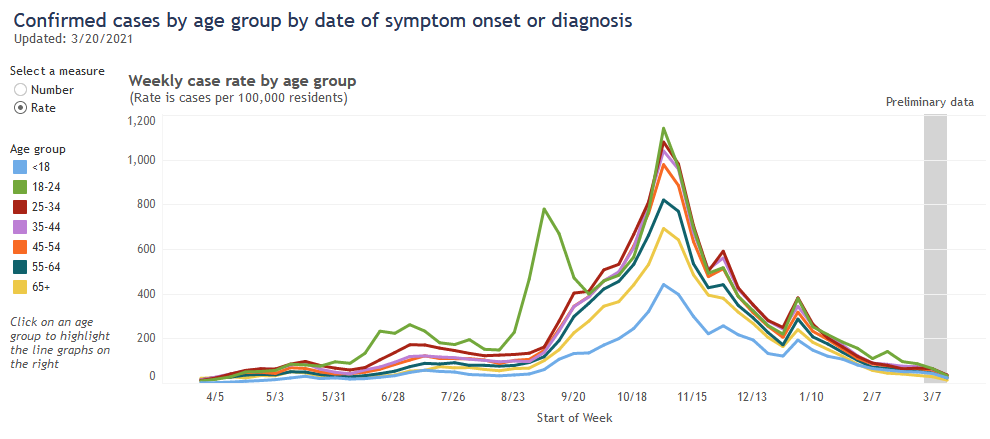 Confirmed cases by age group by date of symptom onset or diagnosis
Updated: 3/20/2021
Select a measure
Number
Rate
Age group
<18
18-24
25-34
35-44
45-54
55-64
65+
Click on an age
group to highlight
the line graphs on
the right
Weekly case rate by age group
(Rate is cases per 100,000 residents)
Preliminary data
1,200
1,000
800
600
400
200
0
4/5 5/3 5/31 6/28 7/26 8/23 9/20 10/18 11/15 12/13 1/10 2/7 3/7
Start of Week